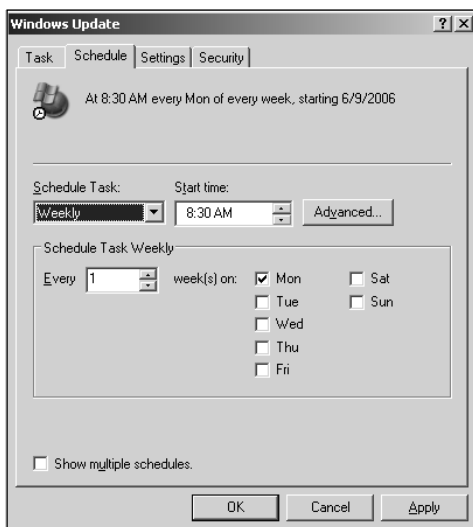 Windows Update
Task Schedule Settings Security
At 8:30 AM every Mon of every week, starting 6/9/2006
Schedule Task: Start time:
Weekly 8:30 AM Advanced...
Schedule Task Weekly
Every 1 week(s) on: Mon Sat
Tue Sun
Wed
Thu
Fri
Show multiple schedules.
OK Cancel Apply